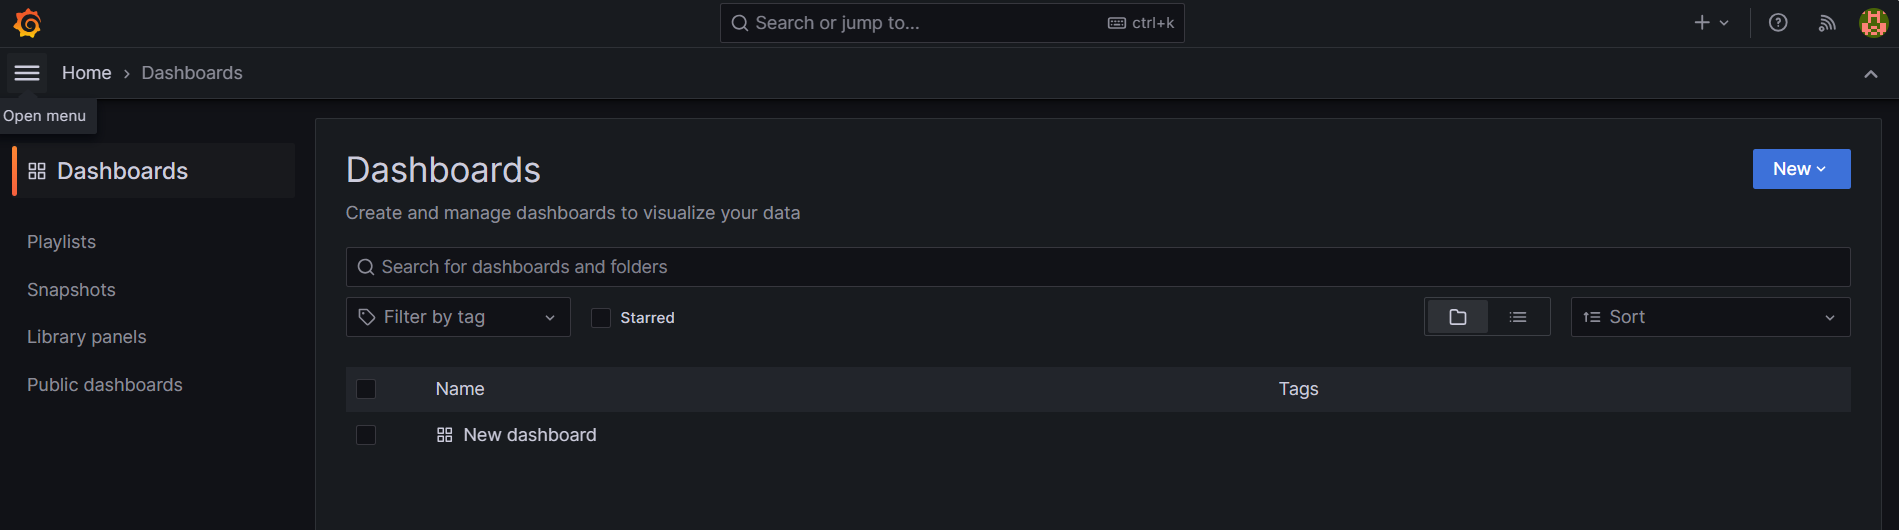 Search or jump to...
ctrl+k
Home › Dashboards
Open menu
Dashboards
Playlists
Snapshots
Library panels
Public dashboards
Dashboards
New
Create and manage dashboards to visualize your data
Search for dashboards and folders
Filter by tag
Starred
Sort
Name
Tags
New dashboard